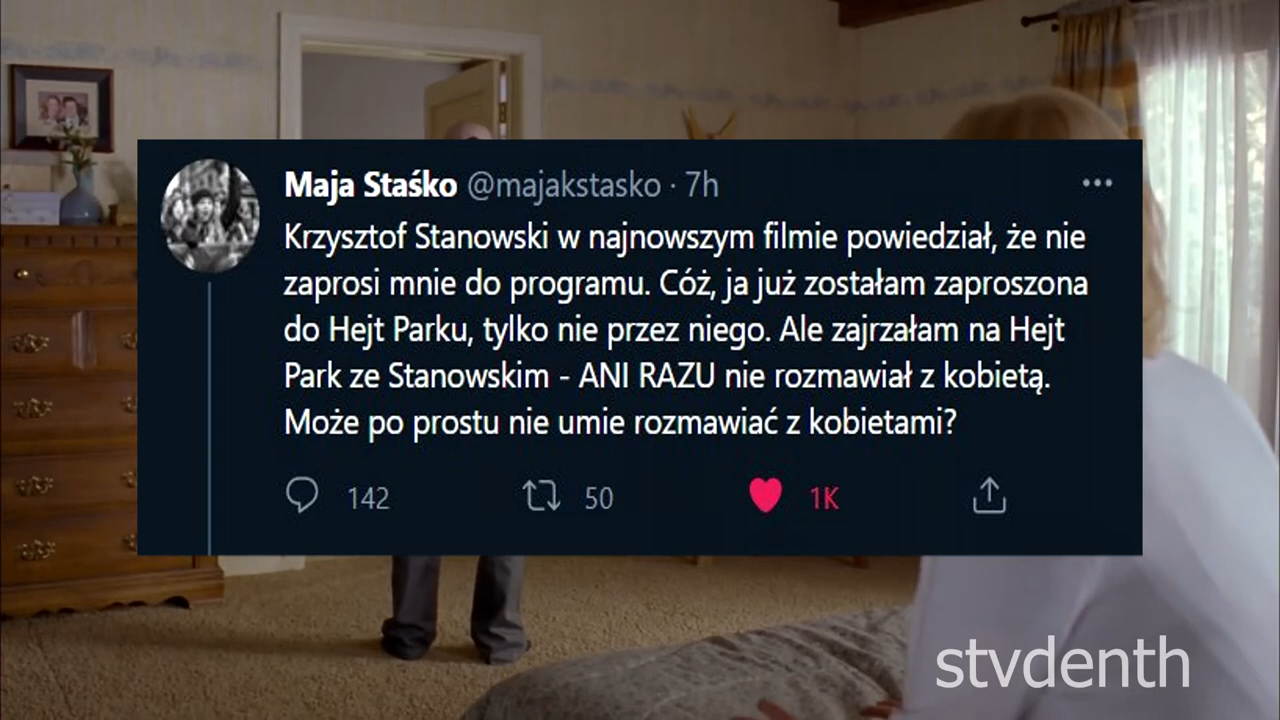 Maja Staśko @majakstasko · 7h
Krzysztof Stanowski w najnowszym filmie powiedział, że nie
zaprosi mnie do programu. Cóż, ja już zostałam zaproszona
do Hejt Parku, tylko nie przez niego. Ale zajrzałam na Hejt
Park ze Stanowskim - ANI RAZU nie rozmawiał z kobietą.
Może po prostu nie umie rozmawiać z kobietami?
142 50 1K
stvdenth